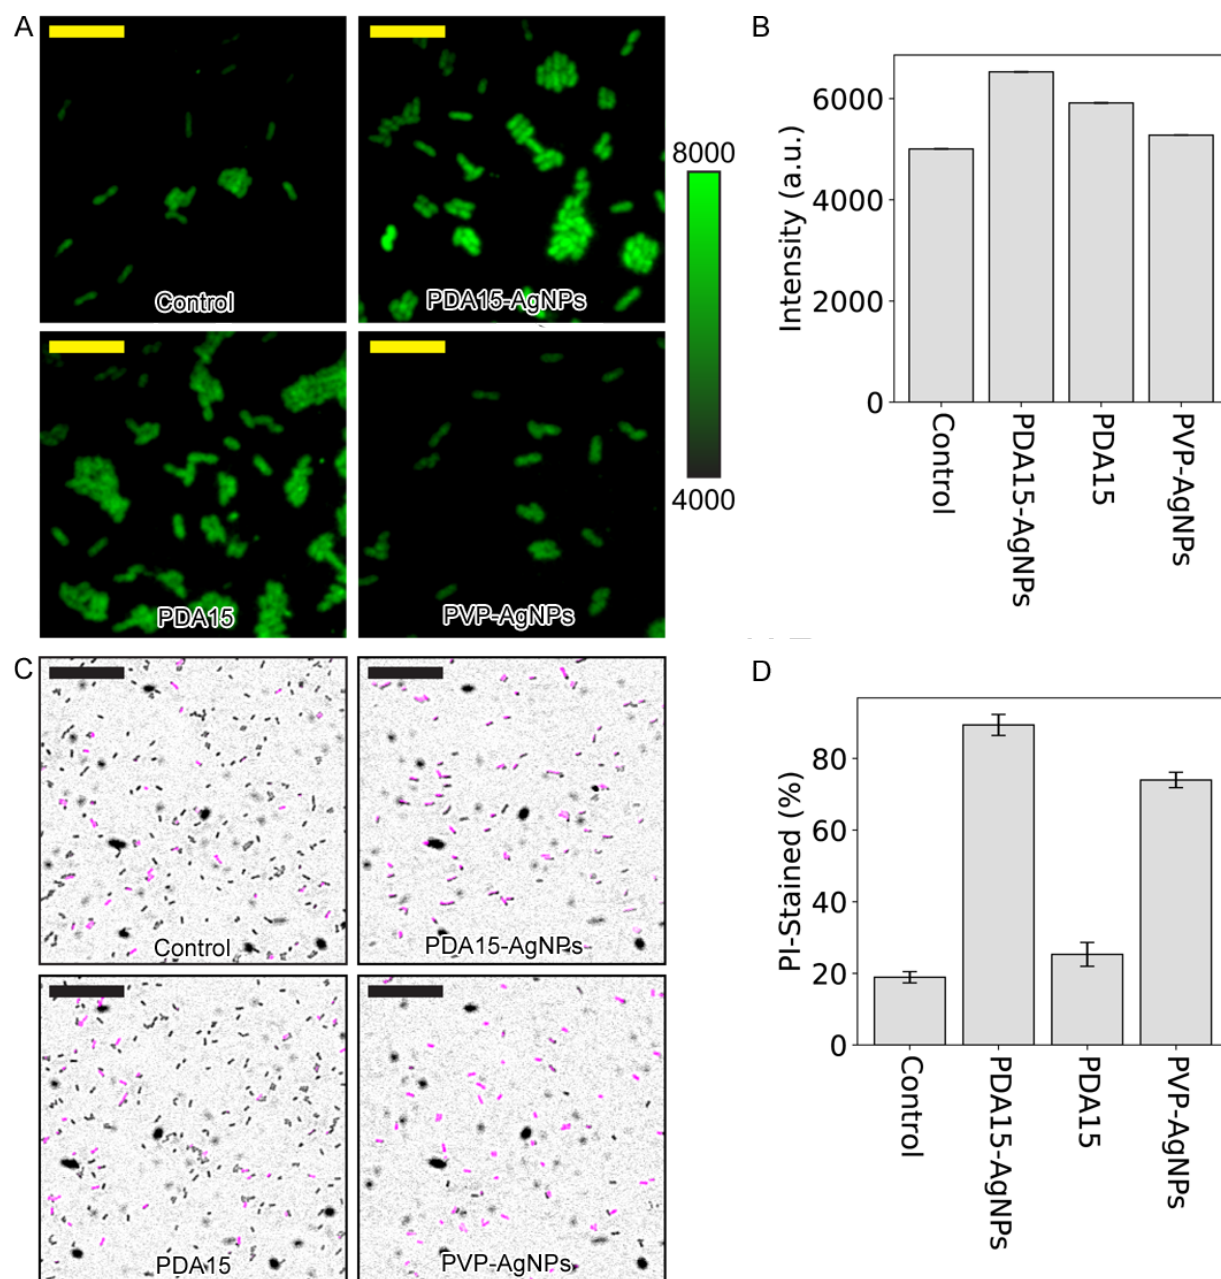 A
Control
PDA15-AgNPs
PDA15
PVP-AgNPs
8000
4000
B
Intensity (a.u.)
6000
4000
2000
0
Control
PDA15-AgNPs
PDA15
PVP-AgNPs
C
Control
PDA15-AgNPs
PDA15
PVP-AgNPs
D
PI-Stained (%)
80
60
40
20
0
Control
PDA15-AgNPs
PDA15
PVP-AgNPs